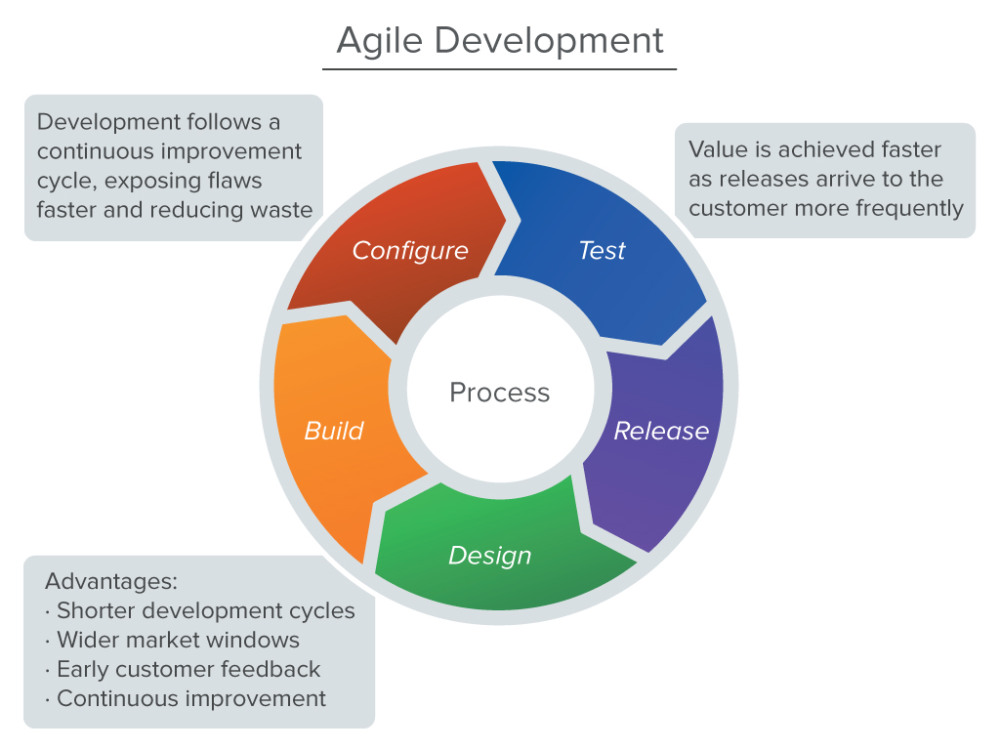 Agile Development
Development follows a
continuous improvement
cycle, exposing flaws
faster and reducing waste
Value is achieved faster
as releases arrive to the
customer more frequently
Configure
Test
Process
Build
Release
Design
Advantages:
· Shorter development cycles
· Wider market windows
· Early customer feedback
· Continuous improvement